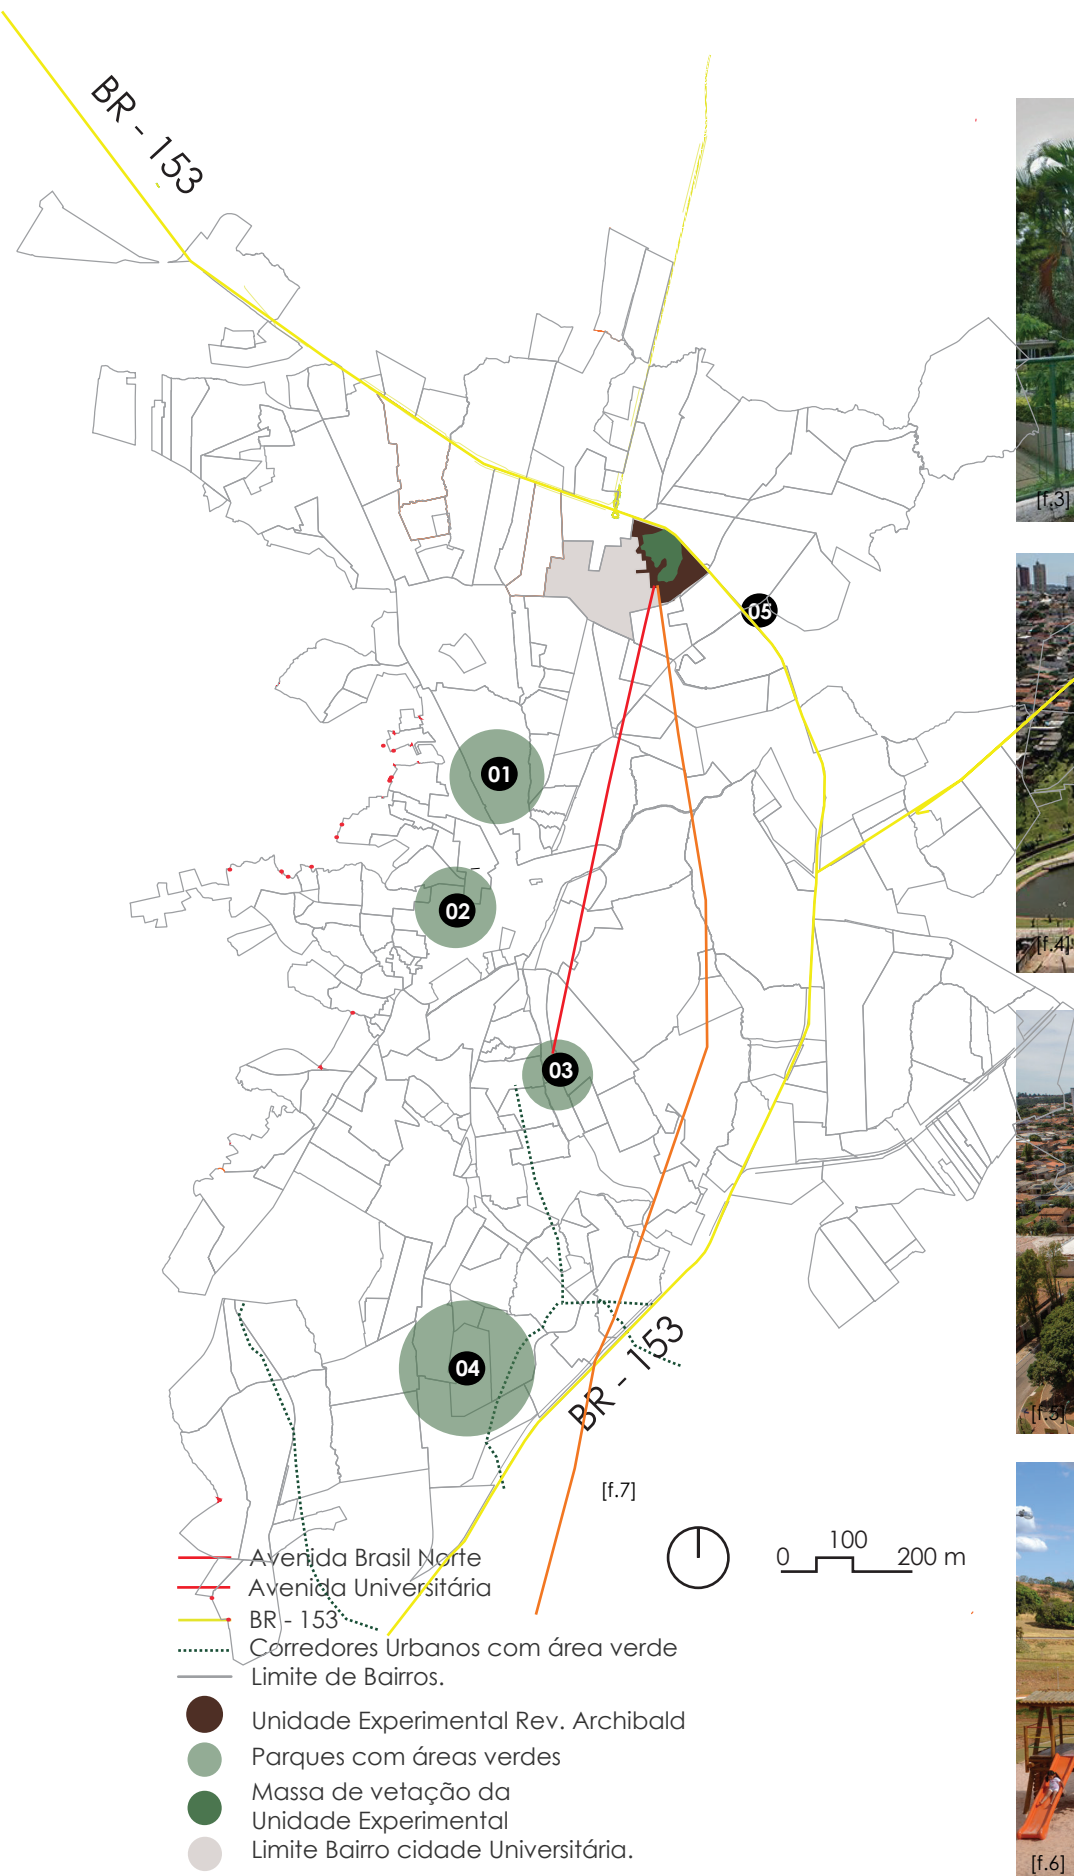 BR - 153
[f.3]
05
[f.4]
01
02
03
[f.5]
04
BR - 153
[f.7]
0 100 200 m
Avenida Brasil Norte
Avenida Universitária
BR - 153
Corredores Urbanos com área verde
Limite de Bairros.
Unidade Experimental Rev. Archibald
Parques com áreas verdes
Massa de vetação da
Unidade Experimental
Limite Bairro cidade Universitária.
[f.6]